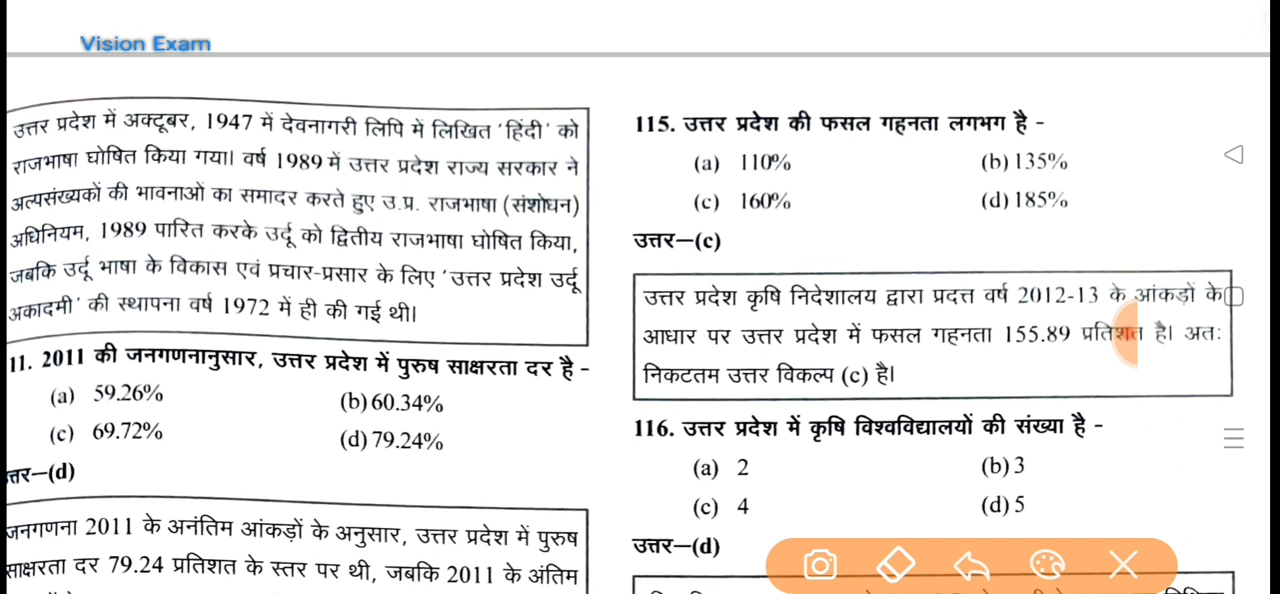 Vision Exam
उत्तर प्रदेश में अक्टूबर, 1947 में देवनागरी लिपि में लिखित 'हिंदी' को
राजभाषा घोषित किया गया। वर्ष 1989 में उत्तर प्रदेश राज्य सरकार ने
अल्पसंख्यकों की भावनाओं का समादर करते हुए उ.प्र. राजभाषा (संशोधन)
अधिनियम, 1989 पारित करके उर्दू को द्वितीय राजभाषा घोषित किया,
जबकि उर्दू भाषा के विकास एवं प्रचार-प्रसार के लिए 'उत्तर प्रदेश उर्दू
अकादमी' की स्थापना वर्ष 1972 में ही की गई थी।
11. 2011 की जनगणनानुसार, उत्तर प्रदेश में पुरुष साक्षरता दर है -
(a) 59.26% (b) 60.34%
(c) 69.72% (d) 79.24%
त्तर–(d)
जनगणना 2011 के अनंतिम आंकड़ों के अनुसार, उत्तर प्रदेश में पुरुष
साक्षरता दर 79.24 प्रतिशत के स्तर पर थी, जबकि 2011 के अंतिम
115. उत्तर प्रदेश की फसल गहनता लगभग है -
(a) 110% (b) 135%
(c) 160% (d) 185%
उत्तर–(c)
उत्तर प्रदेश कृषि निदेशालय द्वारा प्रदत्त वर्ष 2012-13 के आंकड़ों के
आधार पर उत्तर प्रदेश में फसल गहनता 155.89 प्रतिशत है। अत:
निकटतम उत्तर विकल्प (c) है।
116. उत्तर प्रदेश में कृषि विश्वविद्यालयों की संख्या है -
(a) 2 (b) 3
(c) 4 (d) 5
उत्तर–(d)